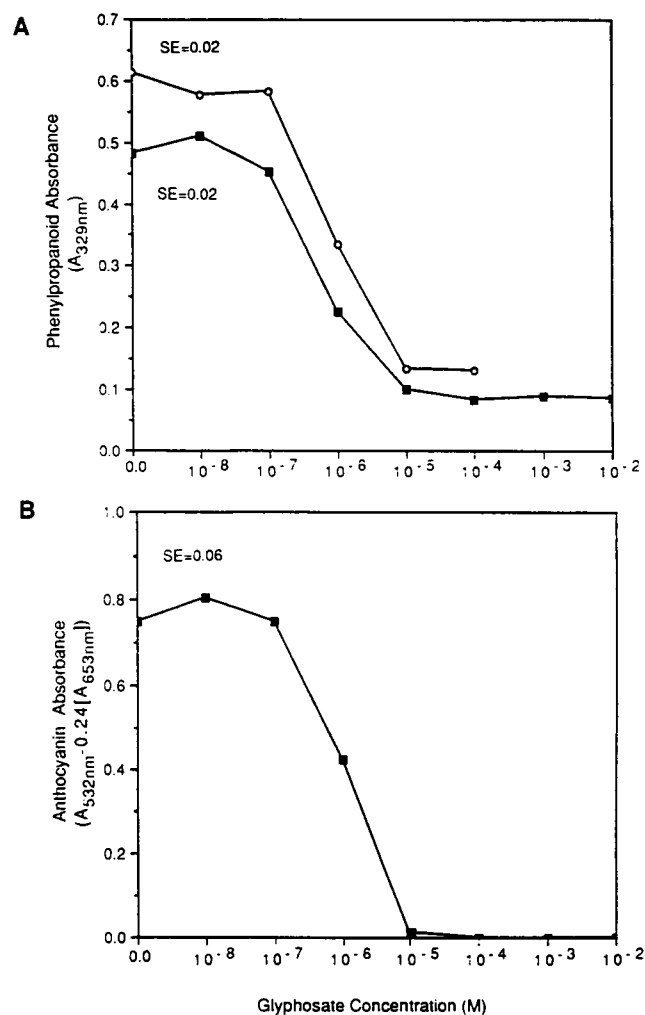 A
Phenylpropanoid Absorbance
(A329nm)
0.7
0.6
0.5
0.4
0.3
0.2
0.1
0.0
SE=0.02
SE=0.02
0.0 10-8 10-7 10-6 10-5 10-4 10-3 10-2
B
Anthocyanin Absorbance
(A532nm-0.24[A653nm])
1.0
0.8
0.6
0.4
0.2
0.0
SE=0.06
0.0 10-8 10-7 10-6 10-5 10-4 10-3 10-2
Glyphosate Concentration (M)